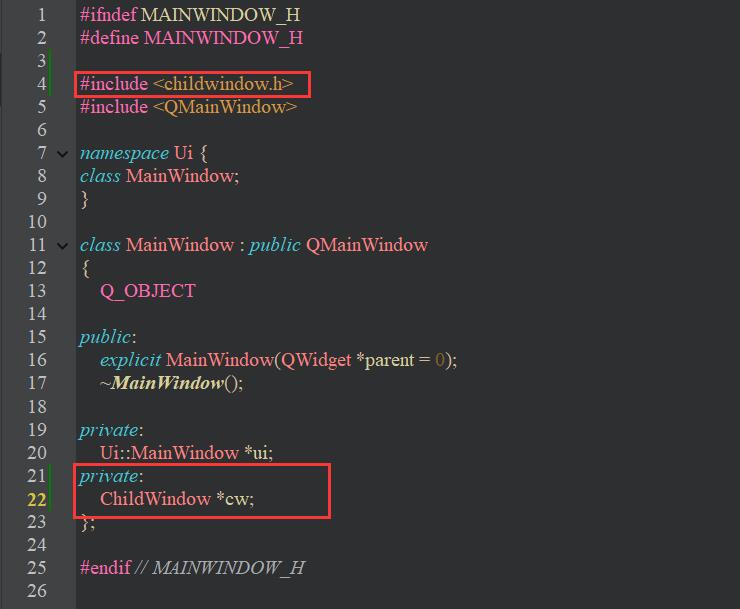 1 #ifndef MAINWINDOW_H
2 #define MAINWINDOW_H
3
4 #include <childwindow.h>
5 #include <QMainWindow>
6
7 namespace Ui {
8 class MainWindow;
9 }
10
11 class MainWindow : public QMainWindow
12 {
13     Q_OBJECT
14
15 public:
16     explicit MainWindow(QWidget *parent = 0);
17     ~MainWindow();
18
19 private:
20     Ui::MainWindow *ui;
21 private:
22     ChildWindow *cw;
23 };
24
25 #endif // MAINWINDOW_H
26